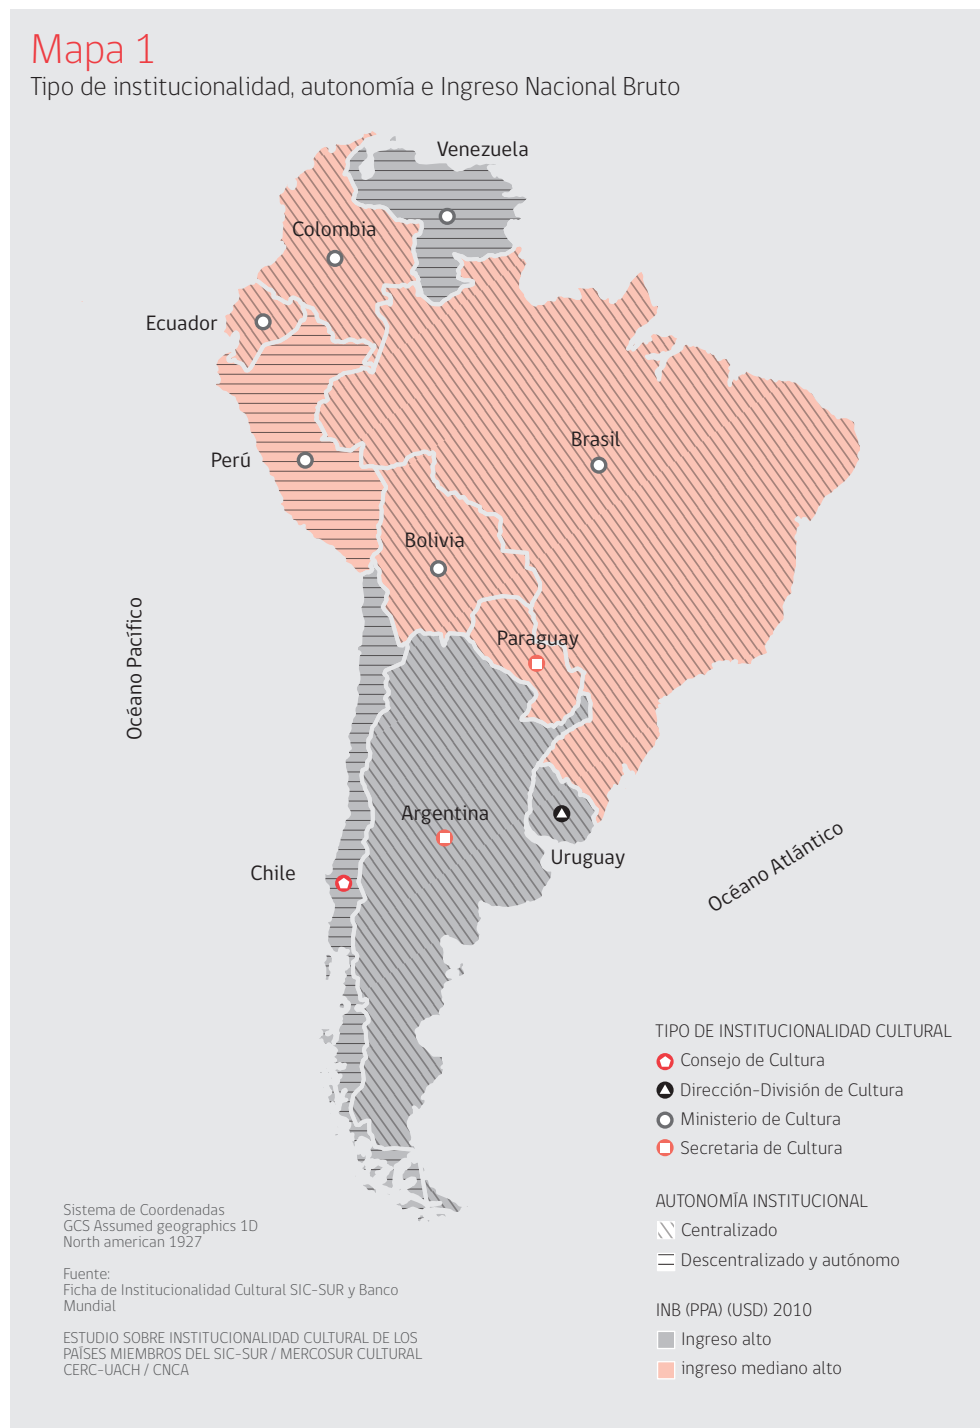 Mapa 1
Tipo de institucionalidad, autonomía e Ingreso Nacional Bruto
Venezuela
Colombia
Ecuador
Brasil
Perú
Bolivia
Océano Pacífico
Paraguay
Argentina
Uruguay
Océano Atlántico
Chile
TIPO DE INSTITUCIONALIDAD CULTURAL
Consejo de Cultura
Dirección-División de Cultura
Ministerio de Cultura
Secretaria de Cultura
AUTONOMÍA INSTITUCIONAL
Centralizado
Descentralizado y autónomo
INB (PPA) (USD) 2010
Ingreso alto
ingreso mediano alto
Sistema de Coordenadas
GCS Assumed geographics 1D
North american 1927
Fuente:
Ficha de Institucionalidad Cultural SIC-SUR y Banco
Mundial
ESTUDIO SOBRE INSTITUCIONALIDAD CULTURAL DE LOS
PAÍSES MIEMBROS DEL SIC-SUR / MERCOSUR CULTURAL
CERC-UACH / CNCA